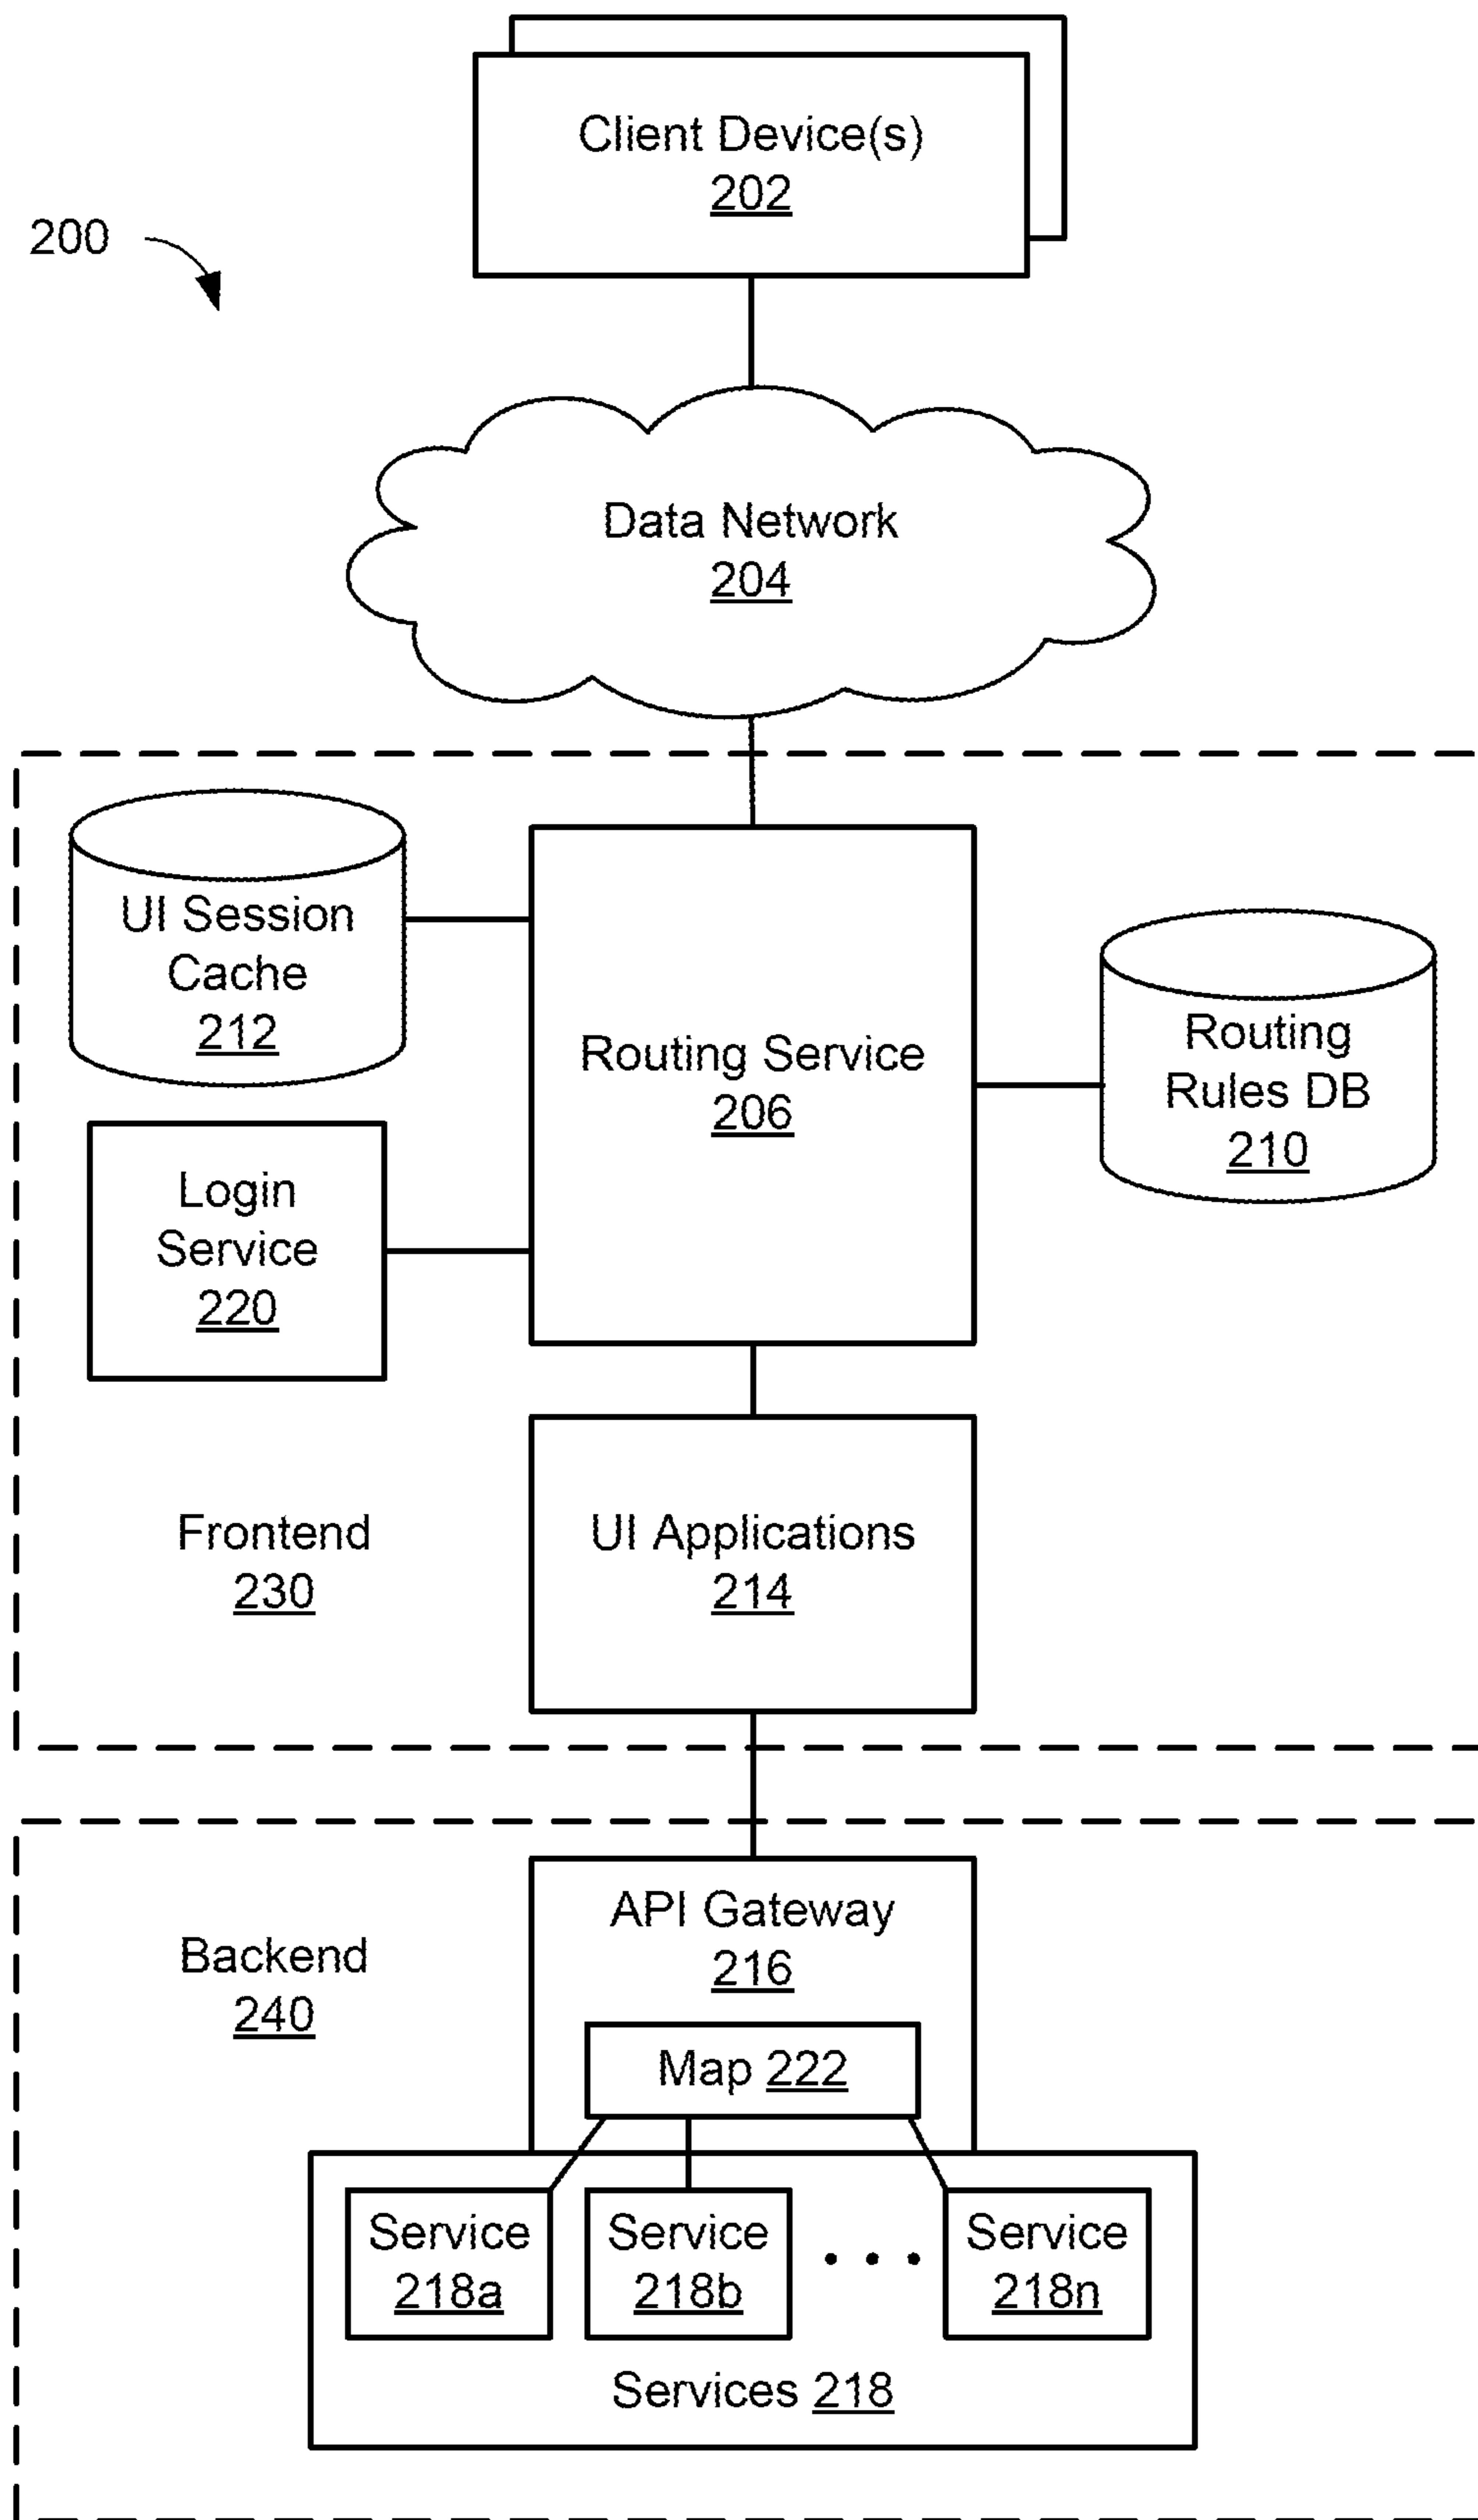 Client Device(s)
202
200
Data Network
204
UI Session
Cache
212
Routing Service
206
Routing
Rules DB
210
Login
Service
220
Frontend
230
UI Applications
214
API Gateway
216
Backend
240
Map 222
Service
218a
Service
218b
• • •
Service
218n
Services 218